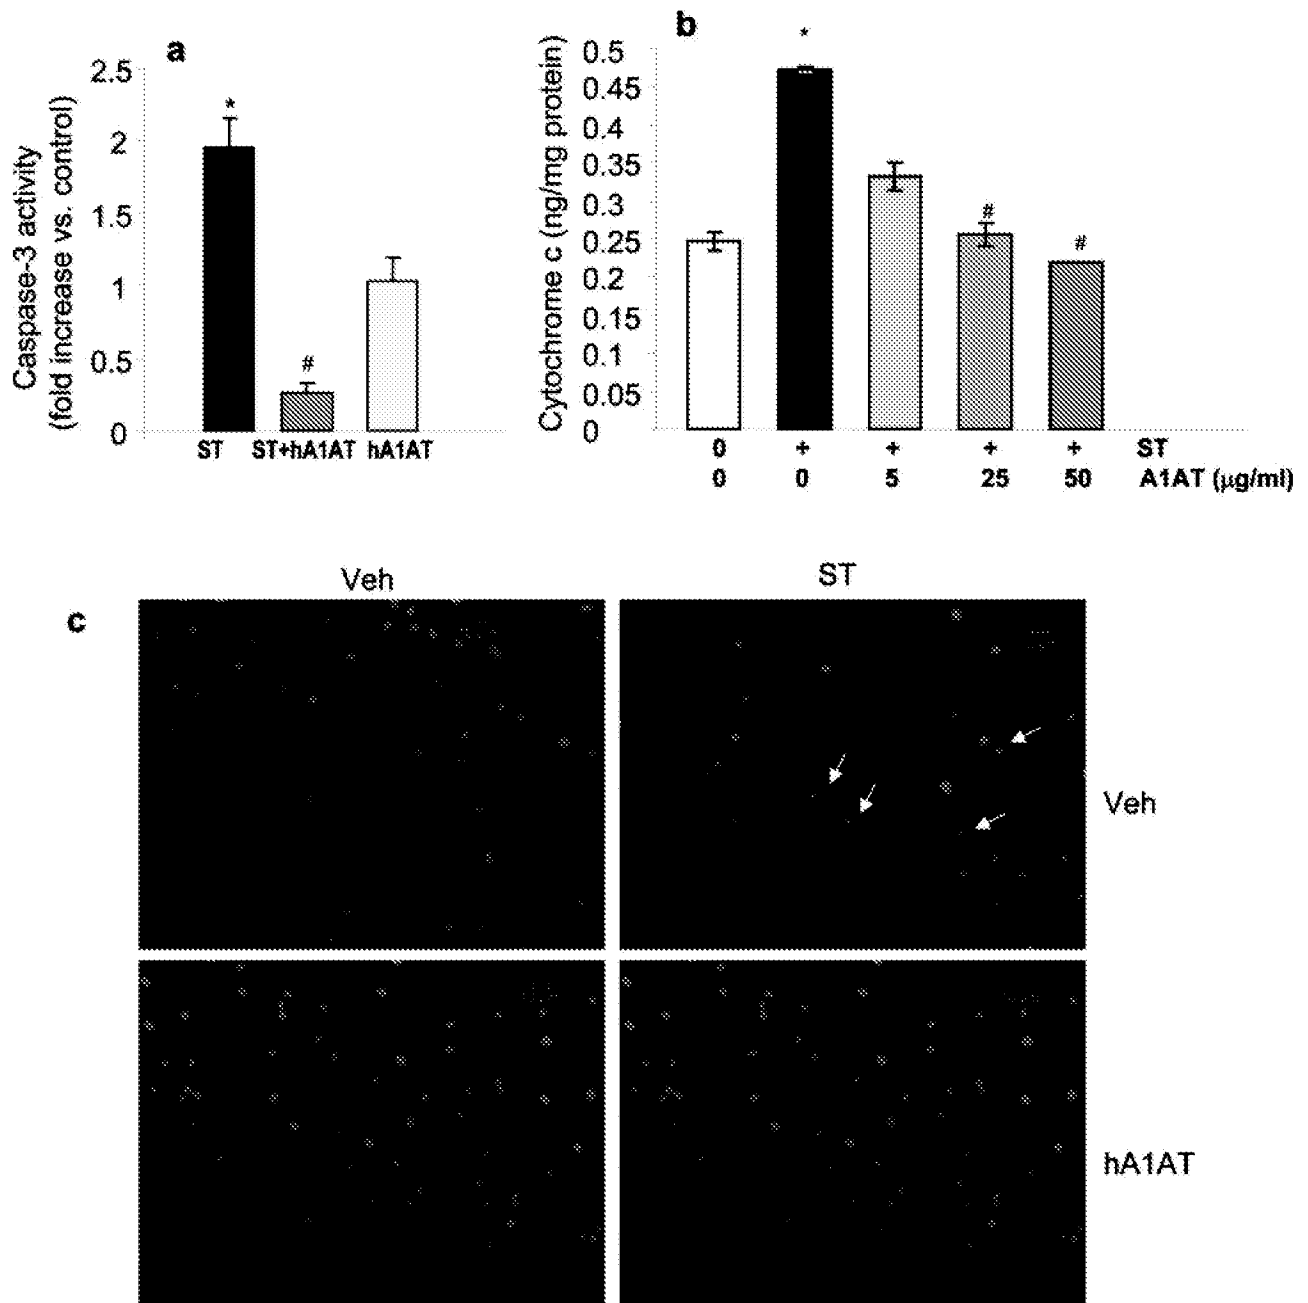 a
Caspase-3 activity
(fold increase vs. control)
2.5
2
1.5
1
0.5
0
*
#
ST ST+hA1AT hA1AT
b
Cytochrome c (ng/mg protein)
0.5
0.45
0.4
0.35
0.3
0.25
0.2
0.15
0.1
0.05
0
*
#
#
0 + + + + ST
0 0 5 25 50 A1AT (μg/ml)
c
Veh ST
Veh
hA1AT